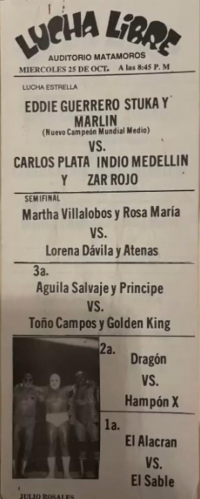 LUCHA LIBRE
AUDITORIO MATAMOROS
MIERCOLES 25 DE OCT. A las 8:45 P. M
LUCHA ESTRELLA
EDDIE GUERRERO STUKA Y
MARLIN
(Nuevo Campeón Mundial Medio)
VS.
CARLOS PLATA INDIO MEDELLIN
Y ZAR ROJO
SEMIFINAL
Martha Villalobos y Rosa María
VS.
Lorena Dávila y Atenas
3a.
Aguila Salvaje y Principe
VS.
Toño Campos y Golden King
2a.
Dragón
VS.
Hampón X
1a.
El Alacran
VS.
El Sable
JULIO ROSALES